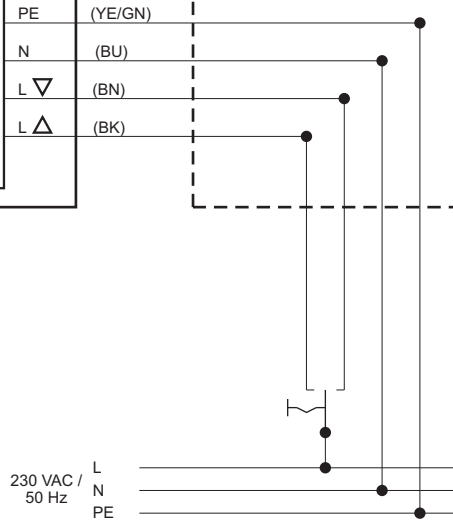 PE (YE/GN)
N (BU)
L ▽ (BN)
L △ (BK)
L
230 VAC /
50 Hz
N
PE